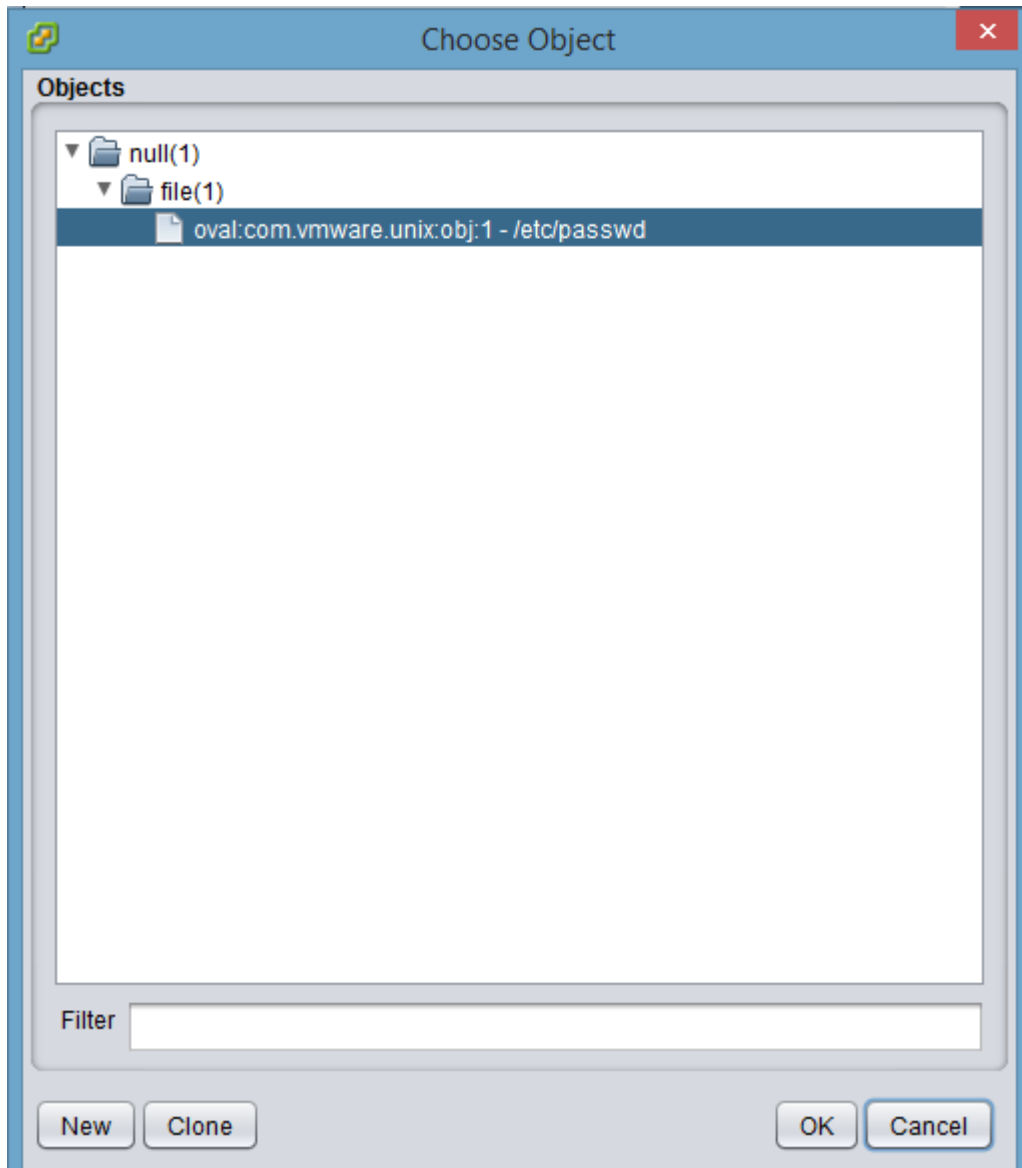 Choose Object
Objects
null(1)
file(1)
oval:com.vmware.unix:obj:1 - /etc/passwd
Filter
New Clone OK Cancel